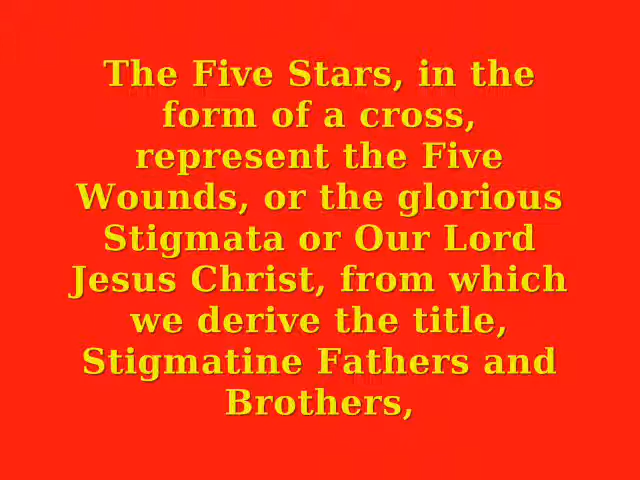 The Five Stars, in the
form of a cross,
represent the Five
Wounds, or the glorious
Stigmata or Our Lord
Jesus Christ, from which
we derive the title,
Stigmatine Fathers and
Brothers,